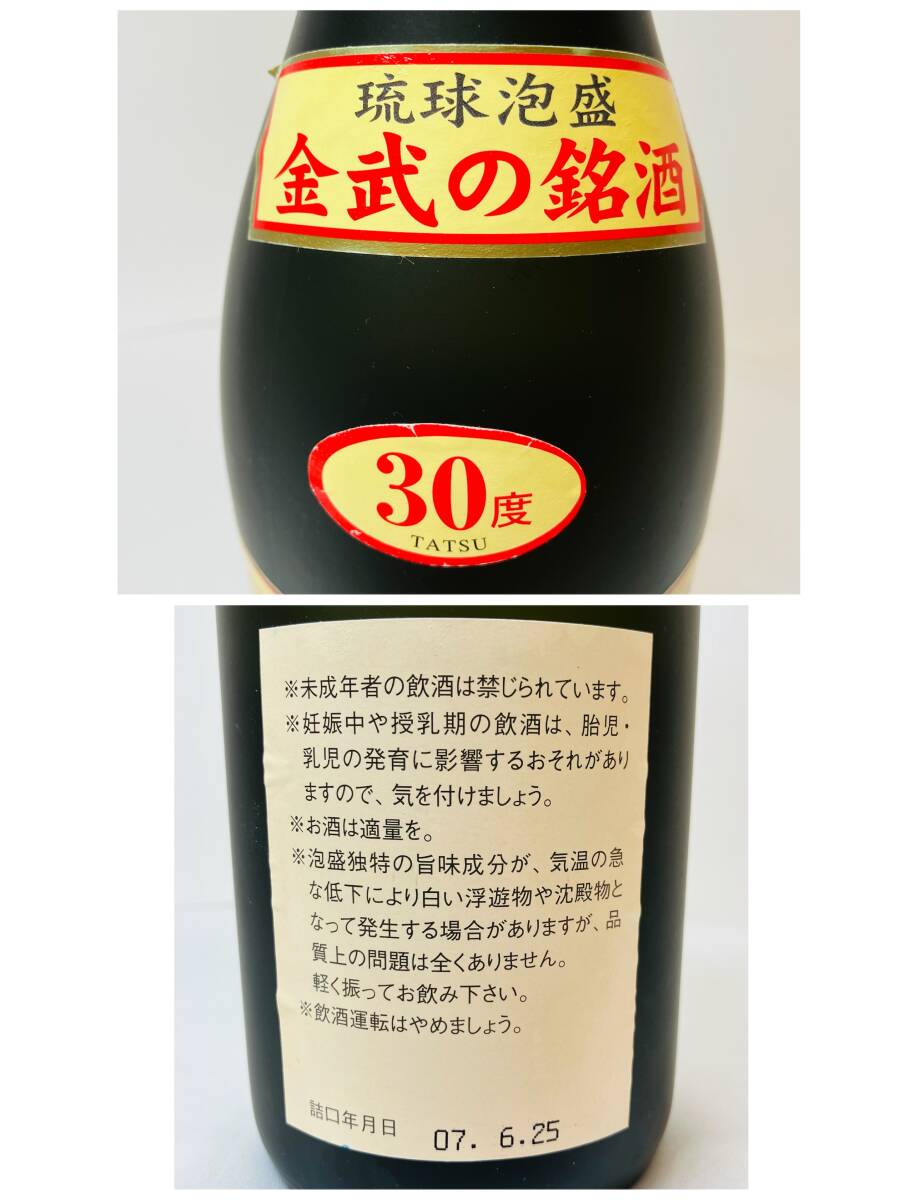 琉球泡盛
金武の銘酒
30度
TATSU
※未成年者の飲酒は禁じられています。
※妊娠中や授乳期の飲酒は、胎児・
乳児の発育に影響するおそれがあり
ますので、気を付けましょう。
※お酒は適量を。
※泡盛独特の旨味成分が、気温の急
な低下により白い浮遊物や沈殿物と
なって発生する場合がありますが、品
質上の問題は全くありません。
軽く振ってお飲み下さい。
※飲酒運転はやめましょう。
詰口年月日 07. 6.25